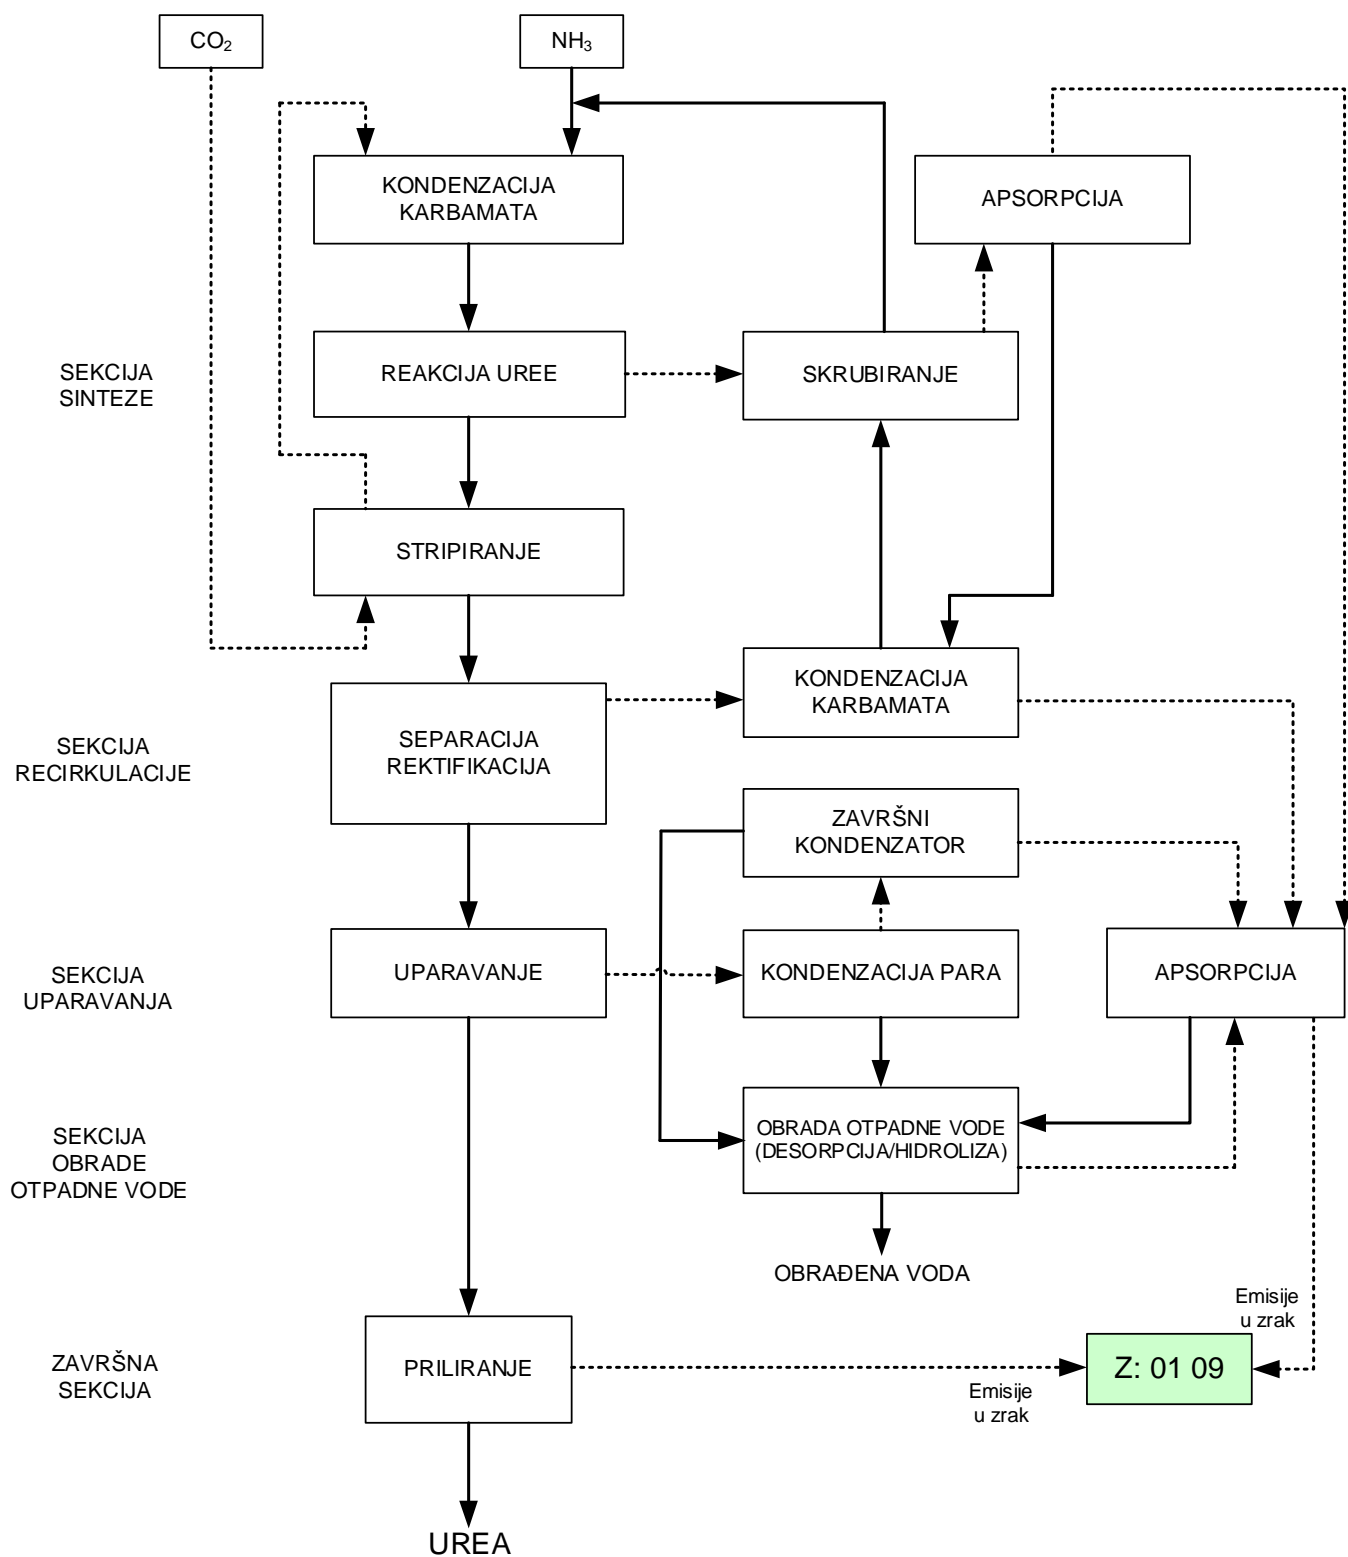 CO₂
NH₃
KONDENZACIJA
KARBAMATA
APSORPCIJA
SEKCIJA
SINTEZE
REAKCIJA UREE
SKRUBIRANJE
STRIPIRANJE
SEKCIJA
RECIRKULACIJE
SEPARACIJA
REKTIFIKACIJA
KONDENZACIJA
KARBAMATA
ZAVRŠNI
KONDENZATOR
SEKCIJA
UPARAVANJA
UPARAVANJE
KONDENZACIJA PARA
APSORPCIJA
SEKCIJA
OBRADE
OTPADNE VODE
OBRADA OTPADNE VODE
(DESORPCIJA/HIDROLIZA)
OBRAĐENA VODA
ZAVRŠNA
SEKCIJA
PRILIRANJE
Emisije
u zrak
Emisije
u zrak
Z: 01 09
UREA